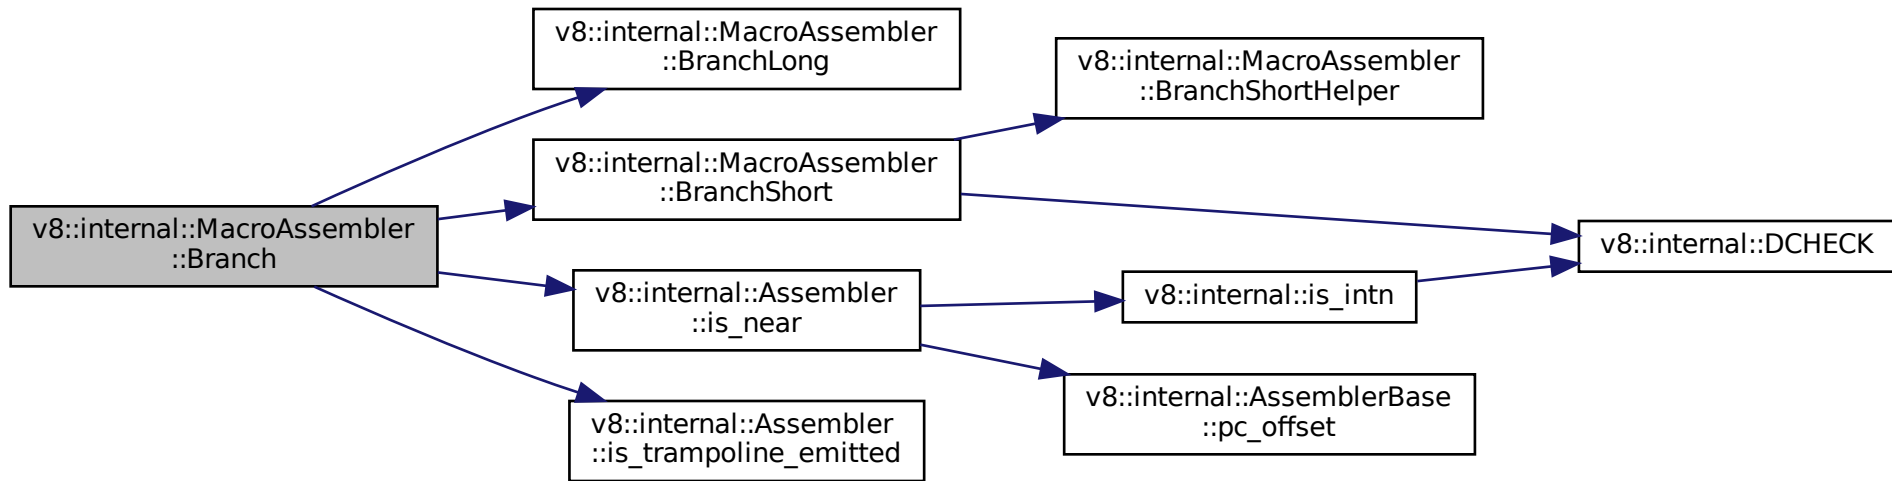 v8::internal::MacroAssembler
::Branch
v8::internal::MacroAssembler
::BranchLong
v8::internal::MacroAssembler
::BranchShort
v8::internal::Assembler
::is_near
v8::internal::Assembler
::is_trampoline_emitted
v8::internal::MacroAssembler
::BranchShortHelper
v8::internal::is_intn
v8::internal::AssemblerBase
::pc_offset
v8::internal::DCHECK